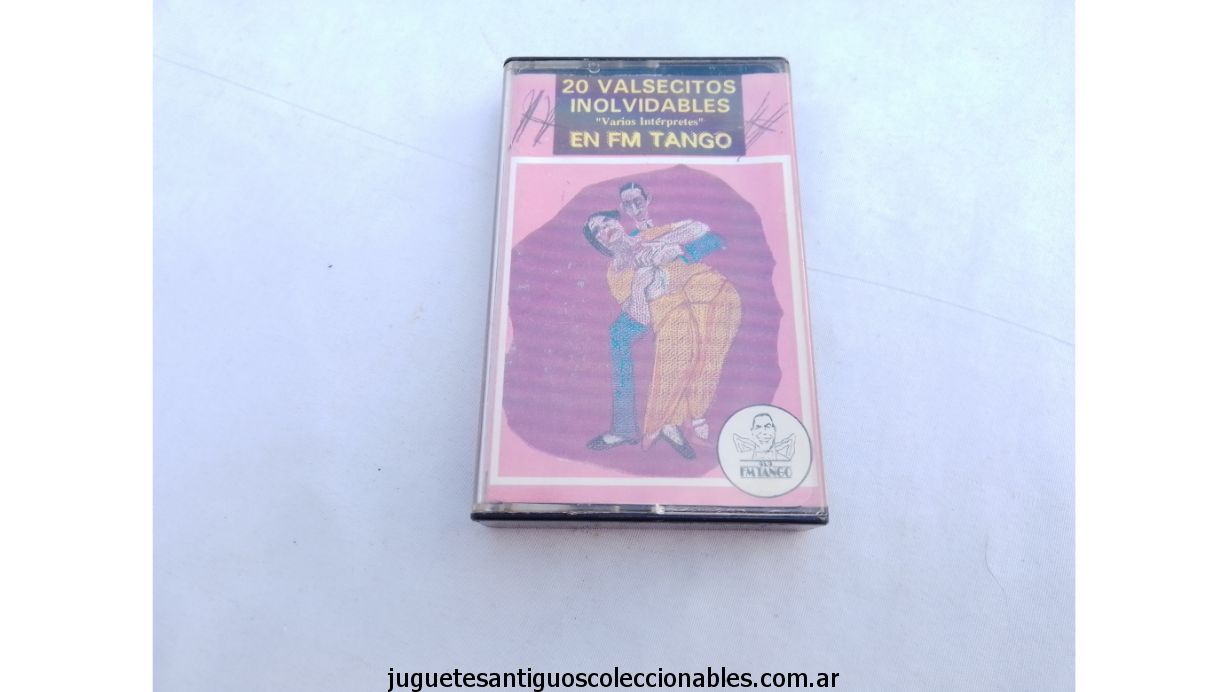 20 VALSECITOS
INOLVIDABLES
"Varios Intérpretes"
EN FM TANGO
FM TANGO
juguetesantiguoscoleccionables.com.ar